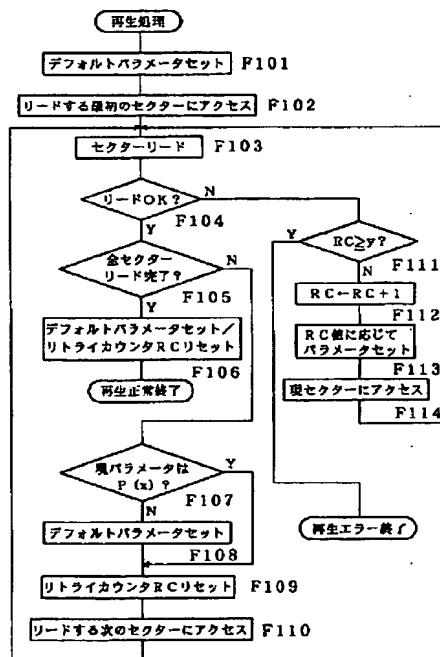 再生処理
デフォルトパラメータセット F101
リードする最初のセクターにアクセス F102
セクターリード F103
リードOK? N
F104
Y
全セクターリード完了? N
F105
Y
デフォルトパラメータセット/
リトライカウンタRCリセット
F106
再生正常終了
Y RC≧y?
F111
N
RC←RC+1
F112
RC値に応じて
パラメータセット
F113
現セクターにアクセス
F114
現パラメータは Y
P(x)?
F107
N
デフォルトパラメータセット
F108
再生エラー終了
リトライカウンタRCリセット F109
リードする次のセクターにアクセス F110